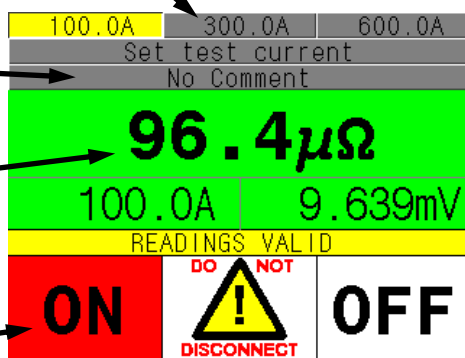 100.0A 300.0A 600.0A
Set test current
No Comment
96.4μΩ
100.0A 9.639mV
READINGS VALID
ON DO NOT OFF
!
DISCONNECT